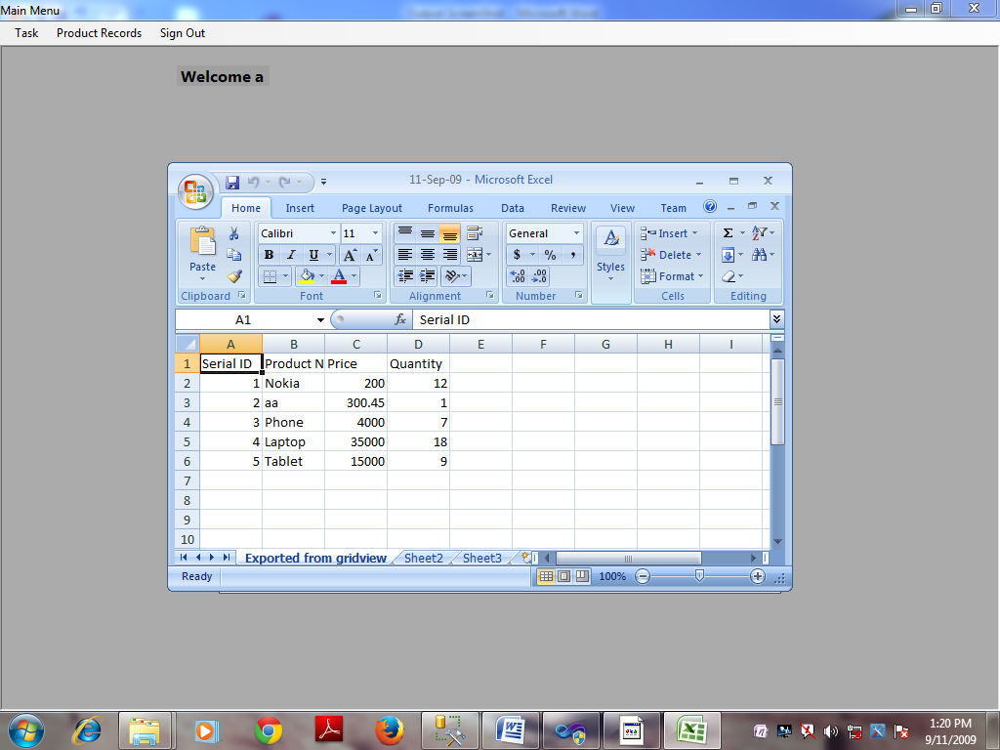 Main Menu
Task Product Records Sign Out
Welcome a
11-Sep-09 - Microsoft Excel
Home Insert Page Layout Formulas Data Review View Team
Calibri 11 General Insert
Paste B I U A A $ % , Styles Delete
A Format
Clipboard Font Alignment Number Cells Editing
A1 fx Serial ID
A B C D E F G H I
1 Serial ID Product N Price Quantity
2 1 Nokia 200 12
3 2 aa 300.45 1
4 3 Phone 4000 7
5 4 Laptop 35000 18
6 5 Tablet 15000 9
7
8
9
10
Exported from gridview Sheet2 Sheet3
Ready 100%
1:20 PM
9/11/2009